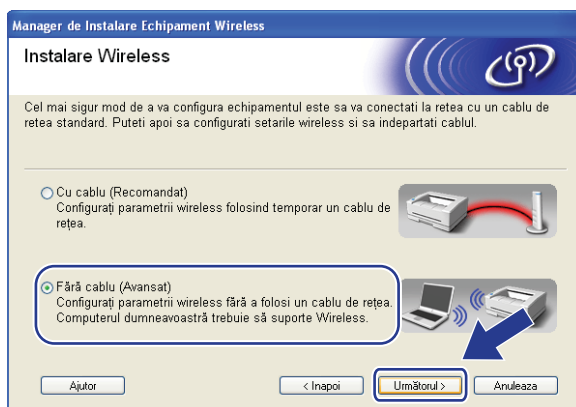 Manager de Instalare Echipament Wireless
Instalare Wireless
Cel mai sigur mod de a va configura echipamentul este sa va conectati la retea cu un cablu de
retea standard. Puteti apoi sa configurati setarile wireless si sa indepartati cablul.
Cu cablu (Recomandat)
Configurați parametrii wireless folosind temporar un cablu de
rețea.
Fără cablu (Avansat)
Configurați parametrii wireless fără a folosi un cablu de rețea.
Computerul dumneavoastră trebuie să suporte Wireless.
Ajutor
< Inapoi
Următorul >
Anuleaza